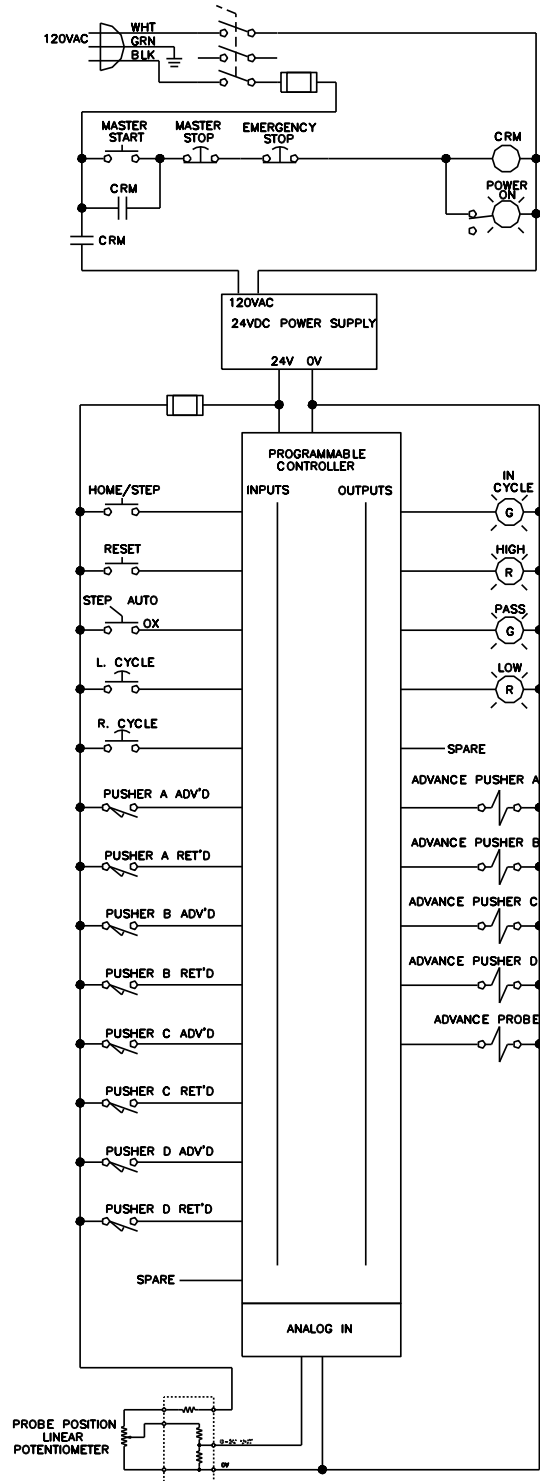 120VAC
WHT
GRN
BLK
MASTER
START
MASTER
STOP
EMERGENCY
STOP
CRM
CRM
POWER
ON
CRM
120VAC
24VDC POWER SUPPLY
24V 0V
PROGRAMMABLE
CONTROLLER
INPUTS
OUTPUTS
HOME/STEP
IN
CYCLE
G
RESET
HIGH
R
STEP AUTO
OX
PASS
G
L. CYCLE
LOW
R
R. CYCLE
SPARE
PUSHER A ADV'D
ADVANCE PUSHER A
PUSHER A RET'D
ADVANCE PUSHER B
PUSHER B ADV'D
ADVANCE PUSHER C
PUSHER B RET'D
ADVANCE PUSHER D
PUSHER C ADV'D
ADVANCE PROBE
PUSHER C RET'D
PUSHER D ADV'D
PUSHER D RET'D
SPARE
ANALOG IN
PROBE POSITION
LINEAR
POTENTIOMETER
0V